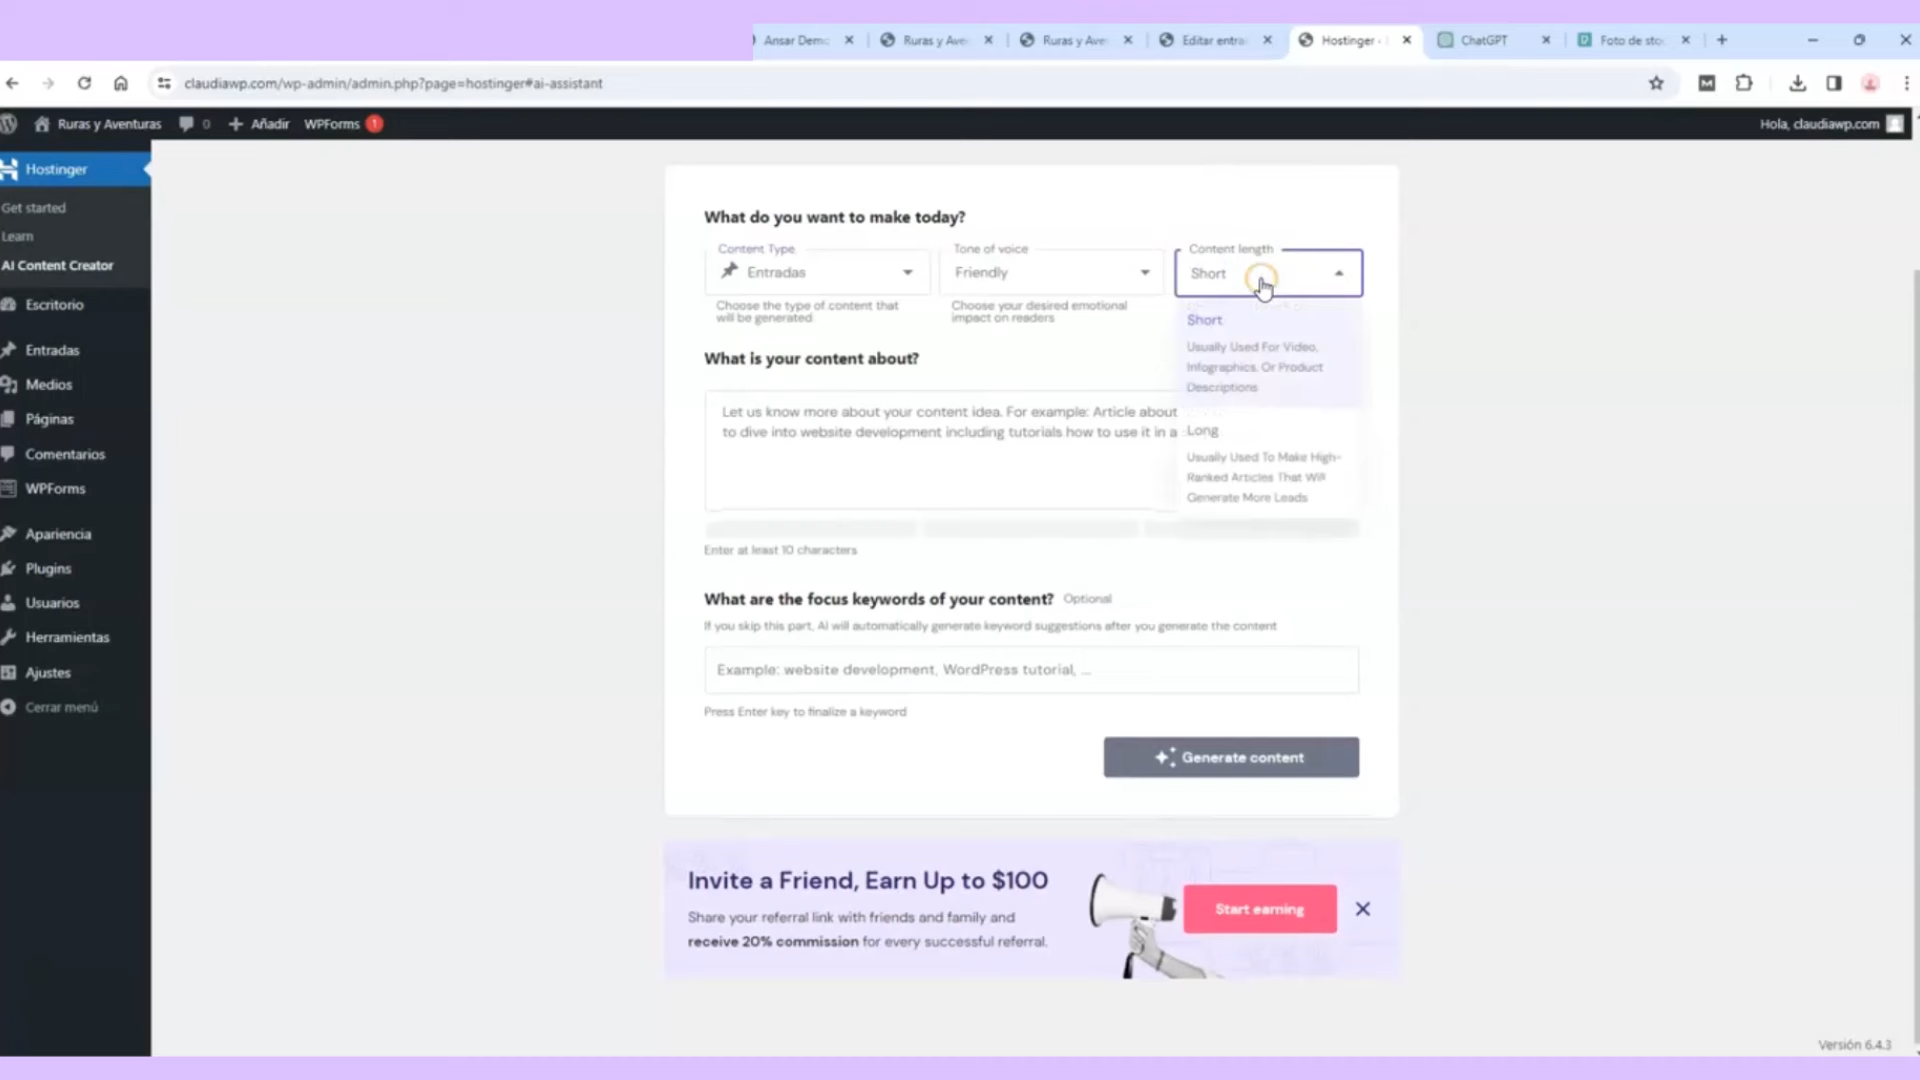 Ansar Demo
Ruras y Ave
Ruras y Ave
Editar entra
Hostinger
ChatGPT
Foto de sto
claudiawp.com/wp-admin/admin.php?page=hostinger#ai-assistant
Ruras y Aventuras
0
Añadir
WPForms
1
Hola, claudiawp.com
Hostinger
Get started
Learn
AI Content Creator
Escritorio
Entradas
Medios
Páginas
Comentarios
WPForms
Apariencia
Plugins
Usuarios
Herramientas
Ajustes
Cerrar menú
What do you want to make today?
Content Type
Entradas
Choose the type of content that
will be generated
Tone of voice
Friendly
Choose your desired emotional
impact on readers
Content length
Short
Short
Usually Used For Video,
Infographics, Or Product
Descriptions
Long
Usually Used To Make High-
Ranked Articles That Will
Generate More Leads
What is your content about?
Let us know more about your content idea. For example: Article about
to dive into website development including tutorials how to use it in a
Enter at least 10 characters
What are the focus keywords of your content? Optional
If you skip this part, AI will automatically generate keyword suggestions after you generate the content
Example: website development, WordPress tutorial, ...
Press Enter key to finalize a keyword
Generate content
Invite a Friend, Earn Up to $100
Share your referral link with friends and family and
receive 20% commission for every successful referral.
Start earning
Versión 6.4.3